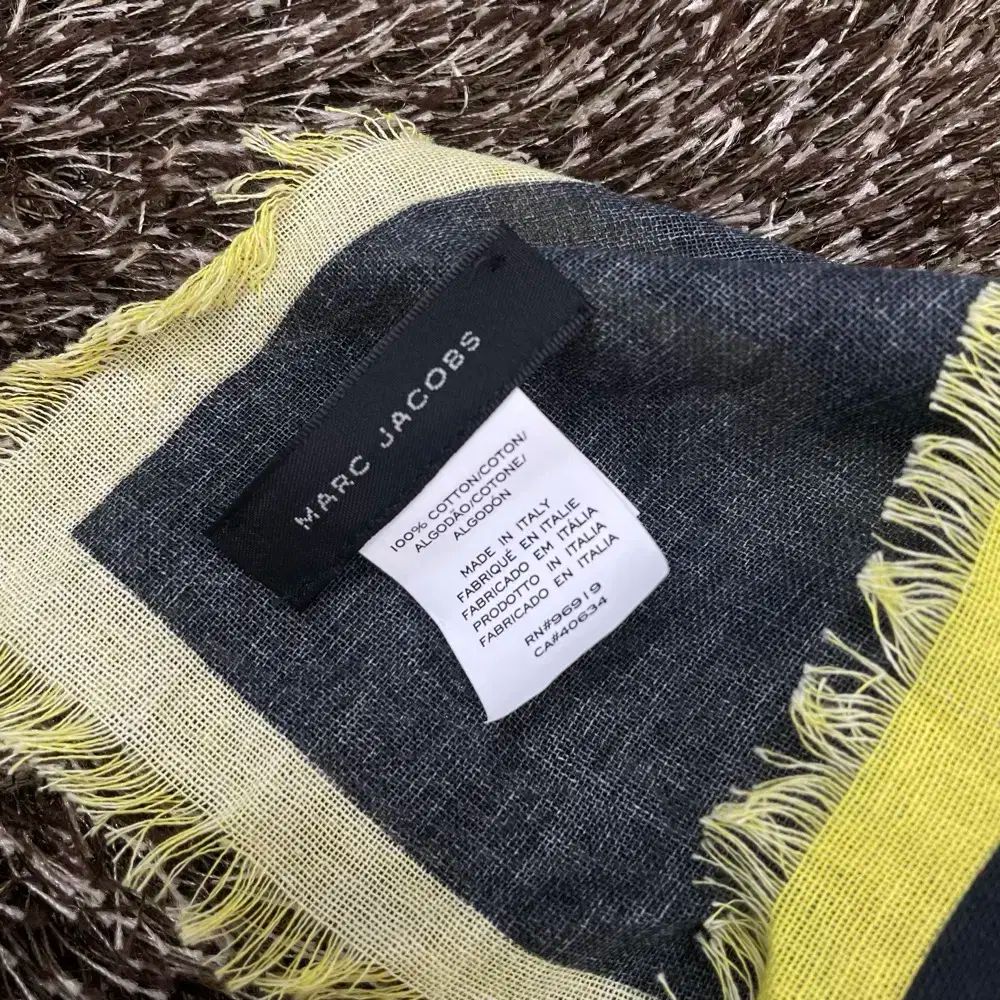 MARC JACOBS
100% COTTON/COTON/
ALGODÃO/COTONE/
ALGODÓN
MADE IN ITALY
FABRIQUÉ EN ITALIE
FABRICADO EM ITÁLIA
PRODOTTO IN ITALIA
FABRICADO EN ITALIA
RN#96919
CA#40634